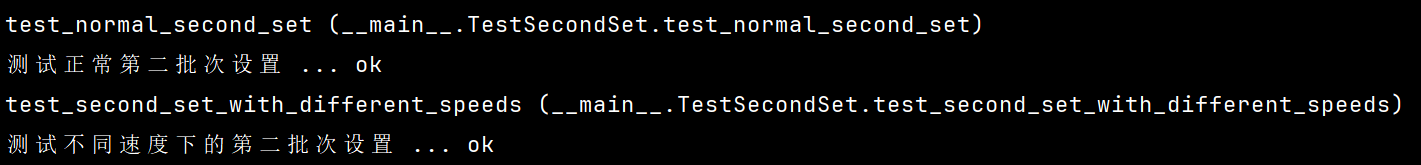 test_normal_second_set (__main__.TestSecondSet.test_normal_second_set)
测试正常第二批次设置 ... ok
test_second_set_with_different_speeds (__main__.TestSecondSet.test_second_set_with_different_speeds)
测试不同速度下的第二批次设置 ... ok